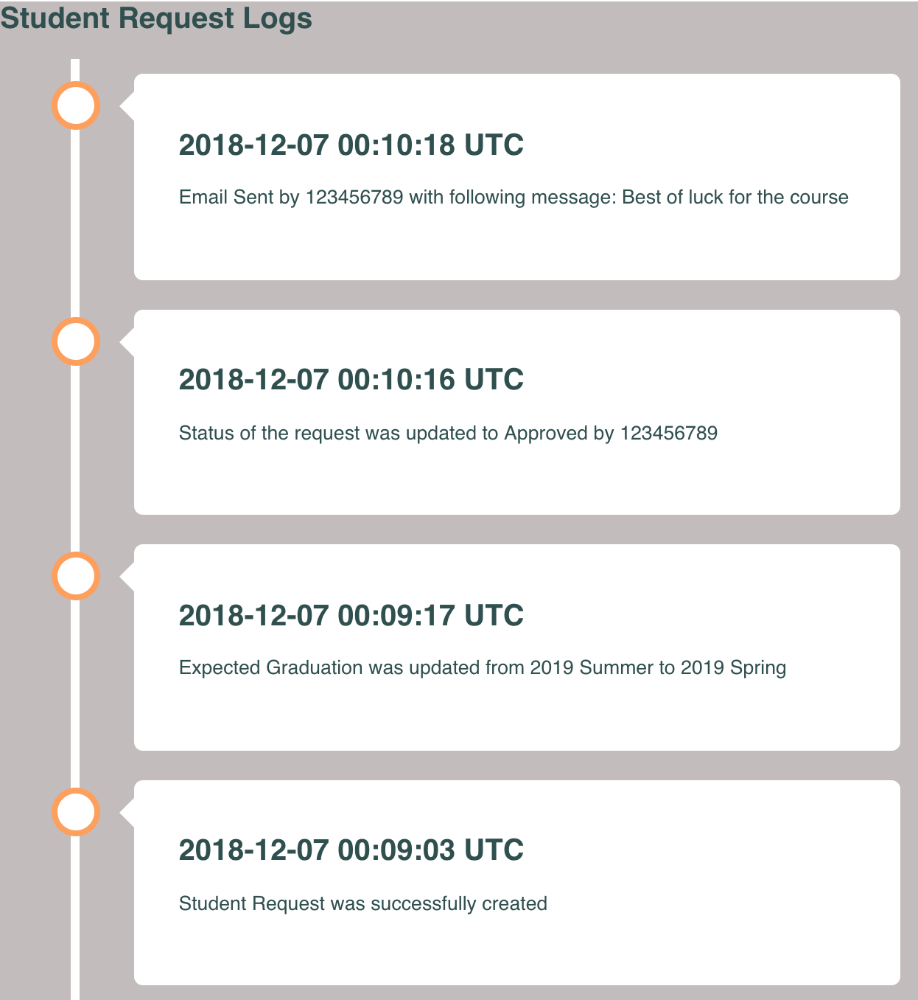 Student Request Logs
2018-12-07 00:10:18 UTC
Email Sent by 123456789 with following message: Best of luck for the course
2018-12-07 00:10:16 UTC
Status of the request was updated to Approved by 123456789
2018-12-07 00:09:17 UTC
Expected Graduation was updated from 2019 Summer to 2019 Spring
2018-12-07 00:09:03 UTC
Student Request was successfully created